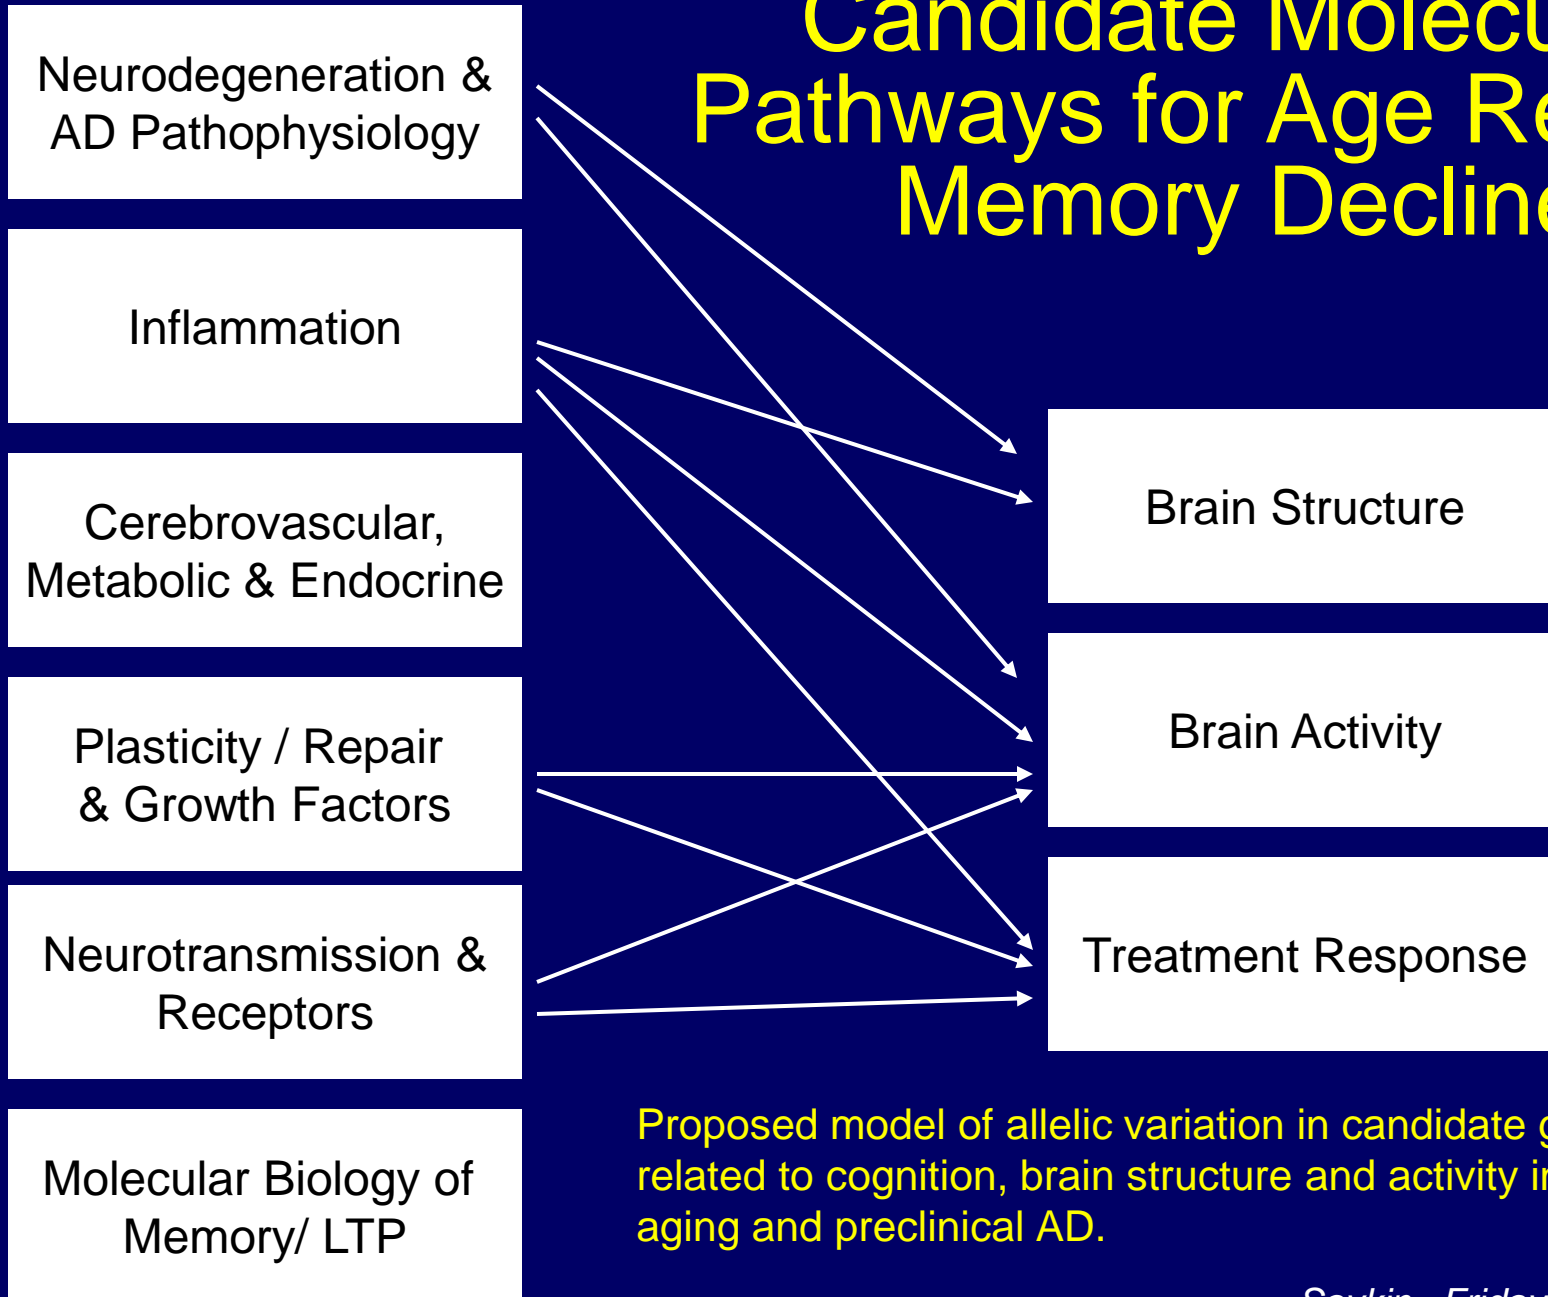 Candidate Molecu
Pathways for Age Re
Memory Decline
Neurodegeneration &
AD Pathophysiology
Inflammation
Cerebrovascular,
Metabolic & Endocrine
Plasticity / Repair
& Growth Factors
Neurotransmission &
Receptors
Molecular Biology of
Memory/ LTP
Brain Structure
Brain Activity
Treatment Response
Proposed model of allelic variation in candidate g
related to cognition, brain structure and activity in
aging and preclinical AD.